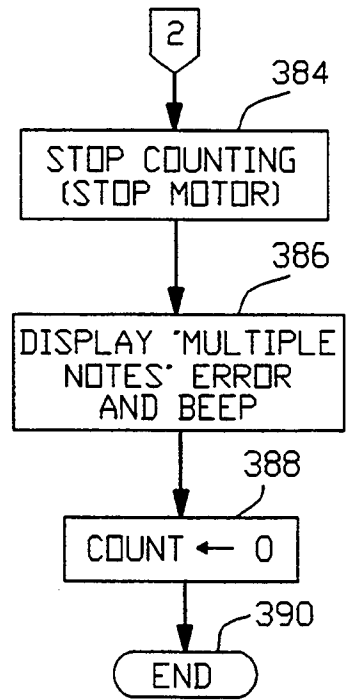 2
384
STOP COUNTING
(STOP MOTOR)
386
DISPLAY 'MULTIPLE
NOTES' ERROR
AND BEEP
388
COUNT ← 0
390
END